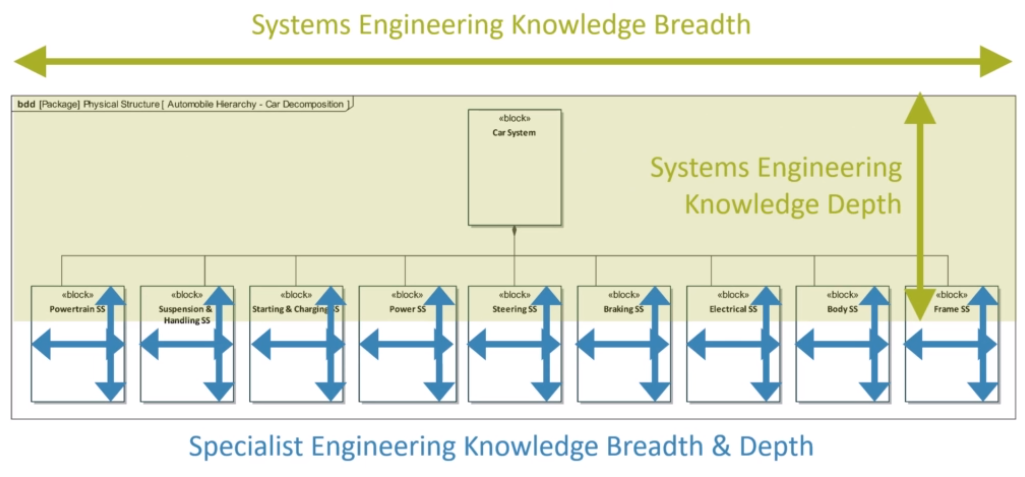 Systems Engineering Knowledge Breadth
bdd [Package] Physical Structure [ Automobile Hierarchy - Car Decomposition ]
«block»
Car System
Systems Engineering
Knowledge Depth
«block»
Powertrain SS
«block»
Suspension &
Handling SS
«block»
Starting & Charging SS
«block»
Power SS
«block»
Steering SS
«block»
Braking SS
«block»
Electrical SS
«block»
Body SS
«block»
Frame SS
Specialist Engineering Knowledge Breadth & Depth